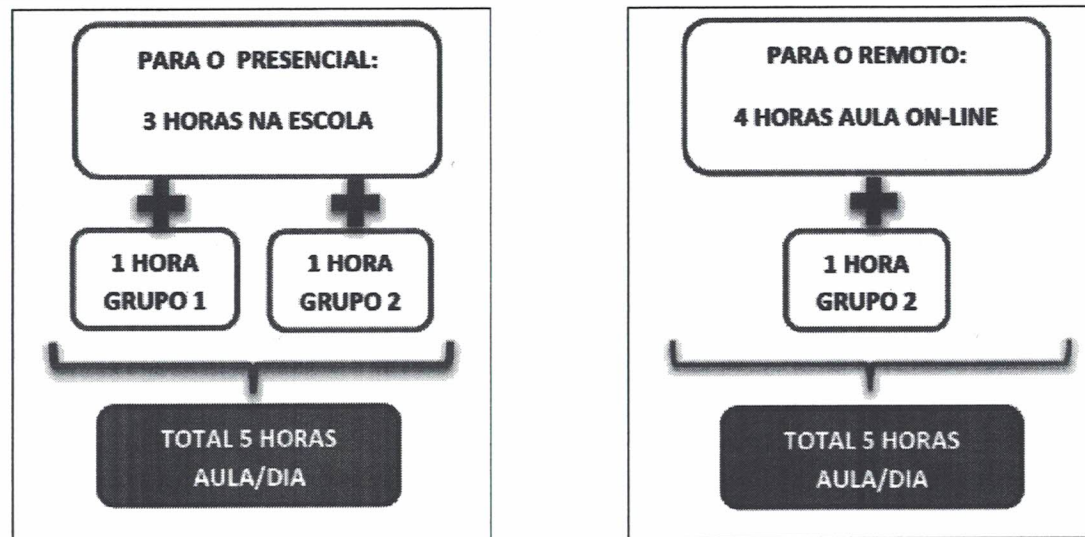 PARA O PRESENCIAL:
3 HORAS NA ESCOLA
1 HORA
GRUPO 1
1 HORA
GRUPO 2
TOTAL 5 HORAS
AULA/DIA
PARA O REMOTO:
4 HORAS AULA ON-LINE
1 HORA
GRUPO 2
TOTAL 5 HORAS
AULA/DIA